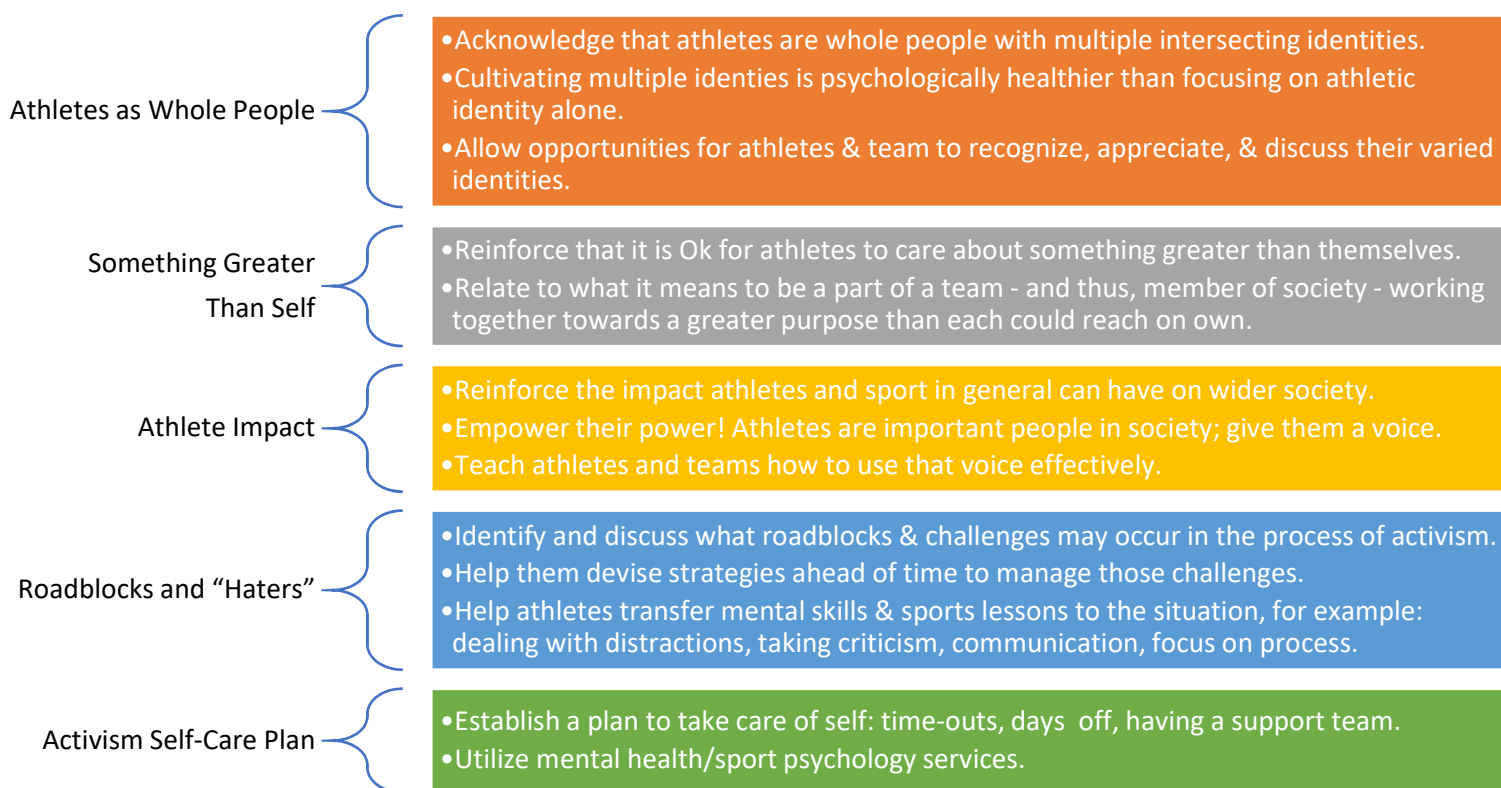 Athletes as Whole People
•Acknowledge that athletes are whole people with multiple intersecting identities.
•Cultivating multiple identies is psychologically healthier than focusing on athletic
identity alone.
•Allow opportunities for athletes & team to recognize, appreciate, & discuss their varied
identities.
Something Greater
Than Self
•Reinforce that it is Ok for athletes to care about something greater than themselves.
•Relate to what it means to be a part of a team - and thus, member of society - working
together towards a greater purpose than each could reach on own.
Athlete Impact
•Reinforce the impact athletes and sport in general can have on wider society.
•Empower their power! Athletes are important people in society; give them a voice.
•Teach athletes and teams how to use that voice effectively.
Roadblocks and “Haters”
•Identify and discuss what roadblocks & challenges may occur in the process of activism.
•Help them devise strategies ahead of time to manage those challenges.
•Help athletes transfer mental skills & sports lessons to the situation, for example:
dealing with distractions, taking criticism, communication, focus on process.
Activism Self-Care Plan
•Establish a plan to take care of self: time-outs, days  off, having a support team.
•Utilize mental health/sport psychology services.